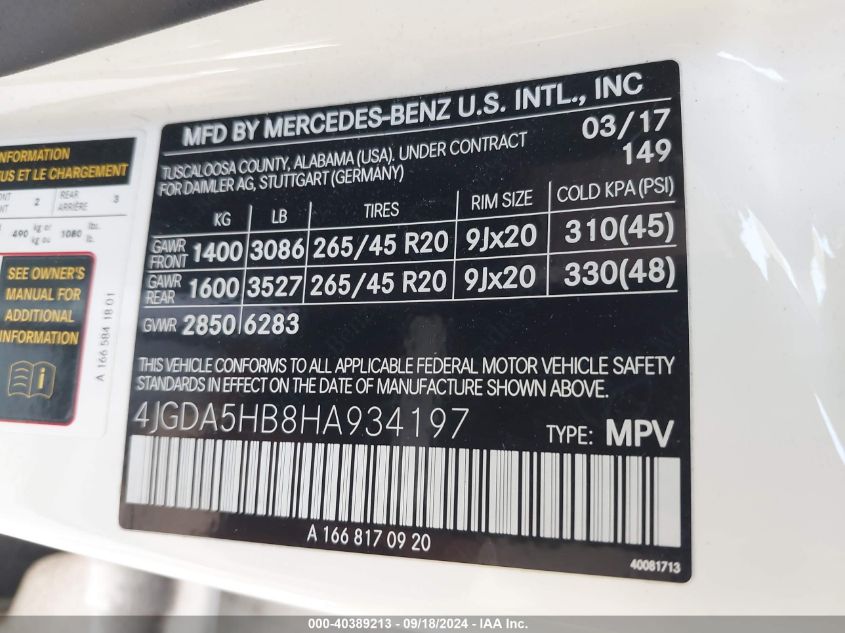 MFD BY MERCEDES-BENZ U.S. INTL., INC
TUSCALOOSA COUNTY, ALABAMA (USA). UNDER CONTRACT
FOR DAIMLER AG, STUTTGART (GERMANY)
03/17
149
KG LB TIRES RIM SIZE COLD KPA (PSI)
GAWR FRONT 1400 3086 265/45 R20 9Jx20 310(45)
GAWR REAR 1600 3527 265/45 R20 9Jx20 330(48)
GVWR 2850 6283
THIS VEHICLE CONFORMS TO ALL APPLICABLE FEDERAL MOTOR VEHICLE SAFETY
STANDARDS IN EFFECT ON THE DATE OF MANUFACTURE SHOWN ABOVE.
4JGDA5HB8HA934197 TYPE: MPV
A 166 817 09 20
40081713
INFORMATION
ET LE CHARGEMENT
2 REAR 3
ARRIÈRE
490 kg or 1080 lbs.
kg ou lb.
SEE OWNER'S
MANUAL FOR
ADDITIONAL
INFORMATION
A 166 584 18 01
000-40389213 - 09/18/2024 - IAA Inc.